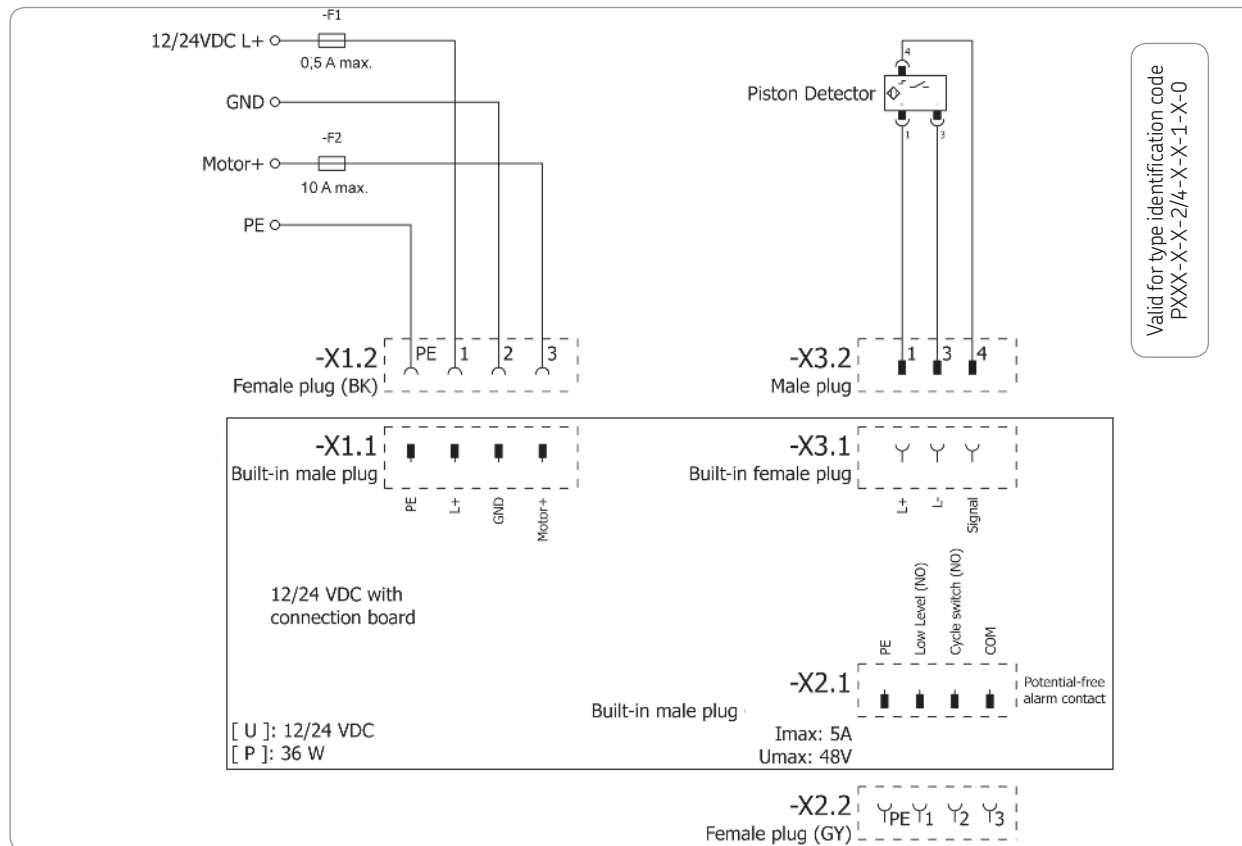 -F1
12/24VDC L+
0,5 A max.
GND
-F2
Motor+
10 A max.
PE
4
Piston Detector
+
-
1
3
Valid for type identification code
PXXX-X-X-2/4-X-X-1-X-0
-X1.2
PE 1 2 3
Female plug (BK)
-X3.2
1 3 4
Male plug
-X1.1
Built-in male plug
PE
L+
GND
Motor+
-X3.1
Built-in female plug
L+
L-
Signal
12/24 VDC with
connection board
PE
Low Level (NO)
Cycle switch (NO)
COM
-X2.1
Potential-free
alarm contact
Built-in male plug
Imax: 5A
Umax: 48V
[ U ]: 12/24 VDC
[ P ]: 36 W
-X2.2
PE 1 2 3
Female plug (GY)